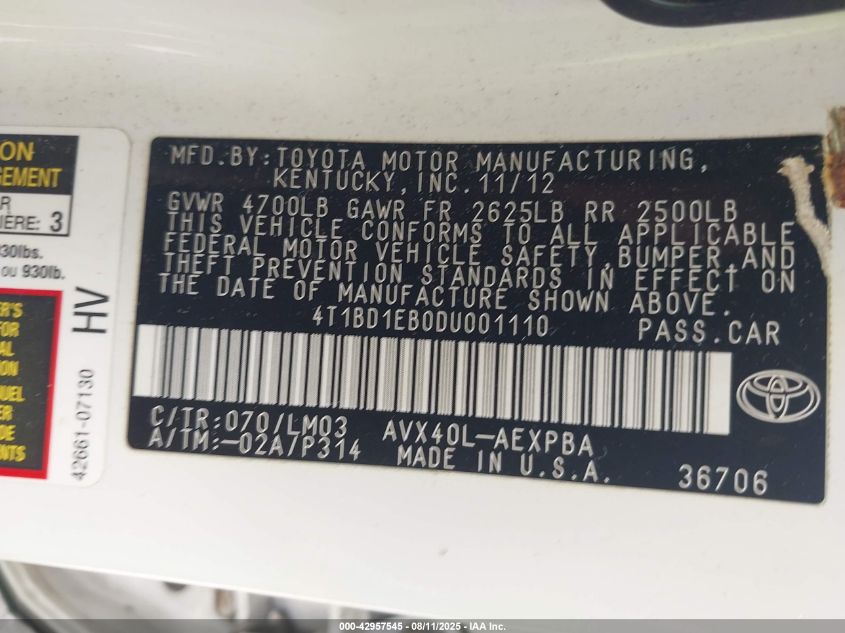 ON
GEMENT
R
IERE: 3
930lbs.
ou 930lb.
HV
42661-07130
MFD.BY:TOYOTA MOTOR MANUFACTURING,
KENTUCKY,INC.11/12
GVWR 4700LB GAWR FR 2625LB RR 2500LB
THIS VEHICLE CONFORMS TO ALL APPLICABLE
FEDERAL MOTOR VEHICLE SAFETY,BUMPER,AND
THEFT PREVENTION STANDARDS IN EFFECT ON
THE DATE OF MANUFACTURE SHOWN ABOVE.
4T1BD1EB0DU001110 PASS.CAR
C/TR:070/LM03 AVX40L-AEXPBA
A/TM:-02A7P314 MADE IN U.S.A. 36706
000-42957545 - 08/11/2025 - IAA Inc.